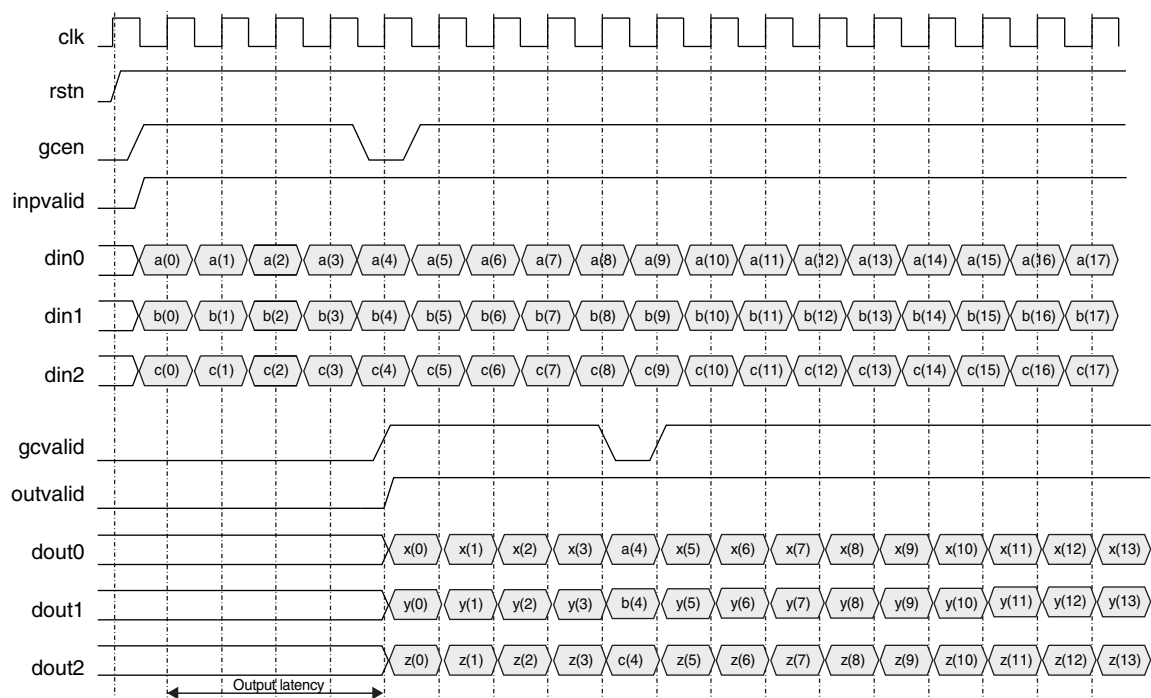 clk
rstn
gcen
inpvalid
din0 a(0) a(1) a(2) a(3) a(4) a(5) a(6) a(7) a(8) a(9) a(10) a(11) a(12) a(13) a(14) a(15) a(16) a(17)
din1 b(0) b(1) b(2) b(3) b(4) b(5) b(6) b(7) b(8) b(9) b(10) b(11) b(12) b(13) b(14) b(15) b(16) b(17)
din2 c(0) c(1) c(2) c(3) c(4) c(5) c(6) c(7) c(8) c(9) c(10) c(11) c(12) c(13) c(14) c(15) c(16) c(17)
gcvalid
outvalid
dout0 x(0) x(1) x(2) x(3) a(4) x(5) x(6) x(7) x(8) x(9) x(10) x(11) x(12) x(13)
dout1 y(0) y(1) y(2) y(3) b(4) y(5) y(6) y(7) y(8) y(9) y(10) y(11) y(12) y(13)
dout2 z(0) z(1) z(2) z(3) c(4) z(5) z(6) z(7) z(8) z(9) z(10) z(11) z(12) z(13)
Output latency